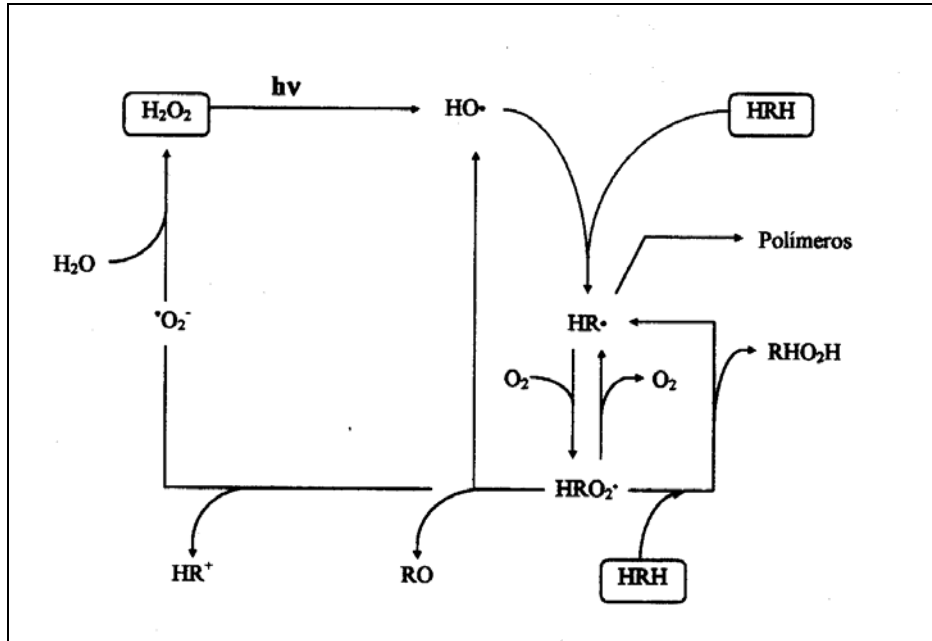 hν
H₂O₂
HO•
HRH
Polímeros
H₂O
HR•
•O₂⁻
RHO₂H
O₂
O₂
HRO₂•
HR⁺
RO
HRH